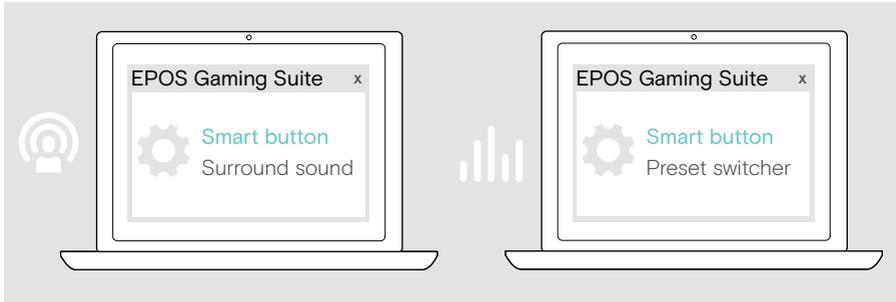 EPOS Gaming Suite x
Smart button
Surround sound
EPOS Gaming Suite x
Smart button
Preset switcher